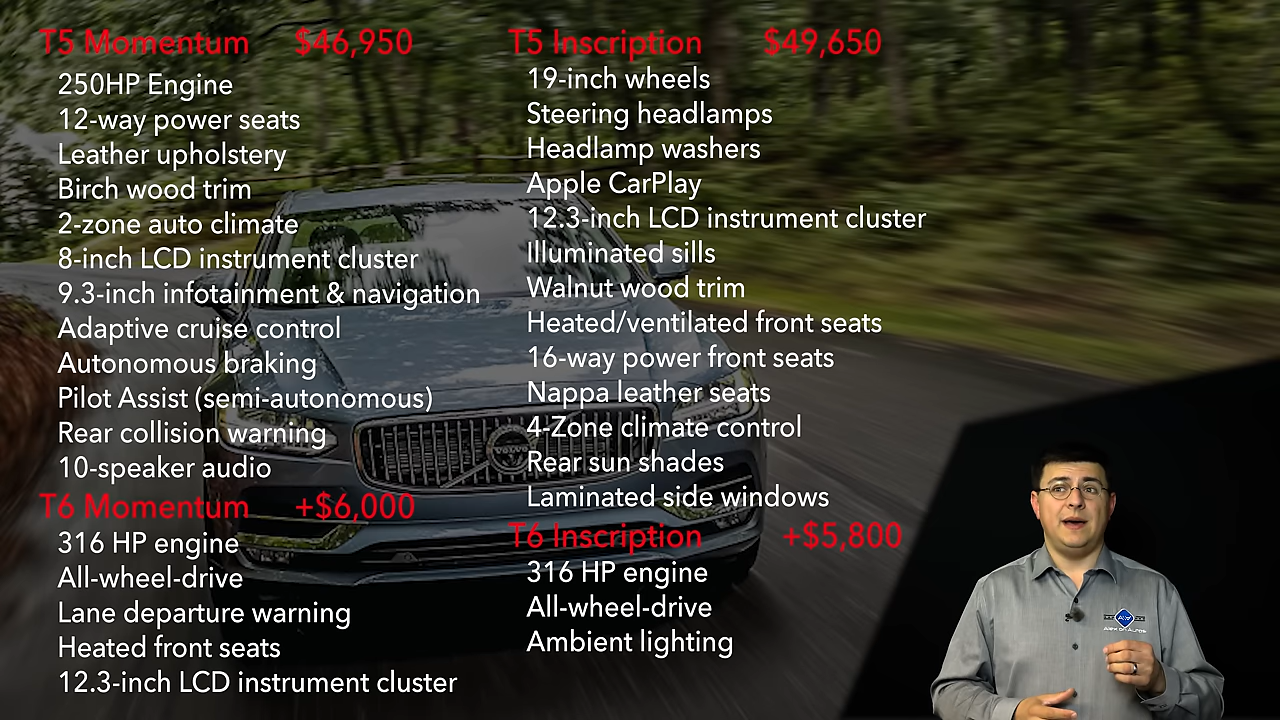 T5 Momentum $46,950
250HP Engine
12-way power seats
Leather upholstery
Birch wood trim
2-zone auto climate
8-inch LCD instrument cluster
9.3-inch infotainment & navigation
Adaptive cruise control
Autonomous braking
Pilot Assist (semi-autonomous)
Rear collision warning
10-speaker audio
T6 Momentum +$6,000
316 HP engine
All-wheel-drive
Lane departure warning
Heated front seats
12.3-inch LCD instrument cluster
T5 Inscription $49,650
19-inch wheels
Steering headlamps
Headlamp washers
Apple CarPlay
12.3-inch LCD instrument cluster
Illuminated sills
Walnut wood trim
Heated/ventilated front seats
16-way power front seats
Nappa leather seats
4-Zone climate control
Rear sun shades
Laminated side windows
T6 Inscription +$5,800
316 HP engine
All-wheel-drive
Ambient lighting
VOLVO